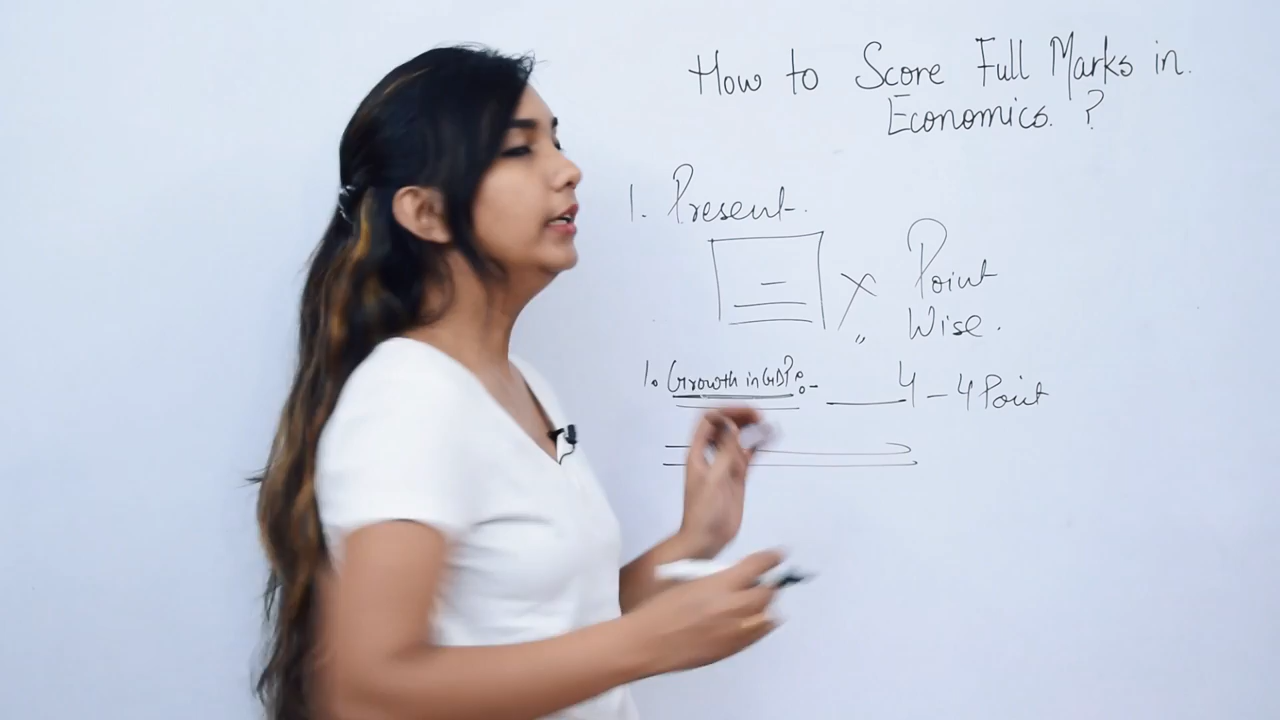 How to Score Full Marks in.
Economics. ?
1. Present.
Point
Wise.
1. Growth in GDP:-
4 - 4 Point